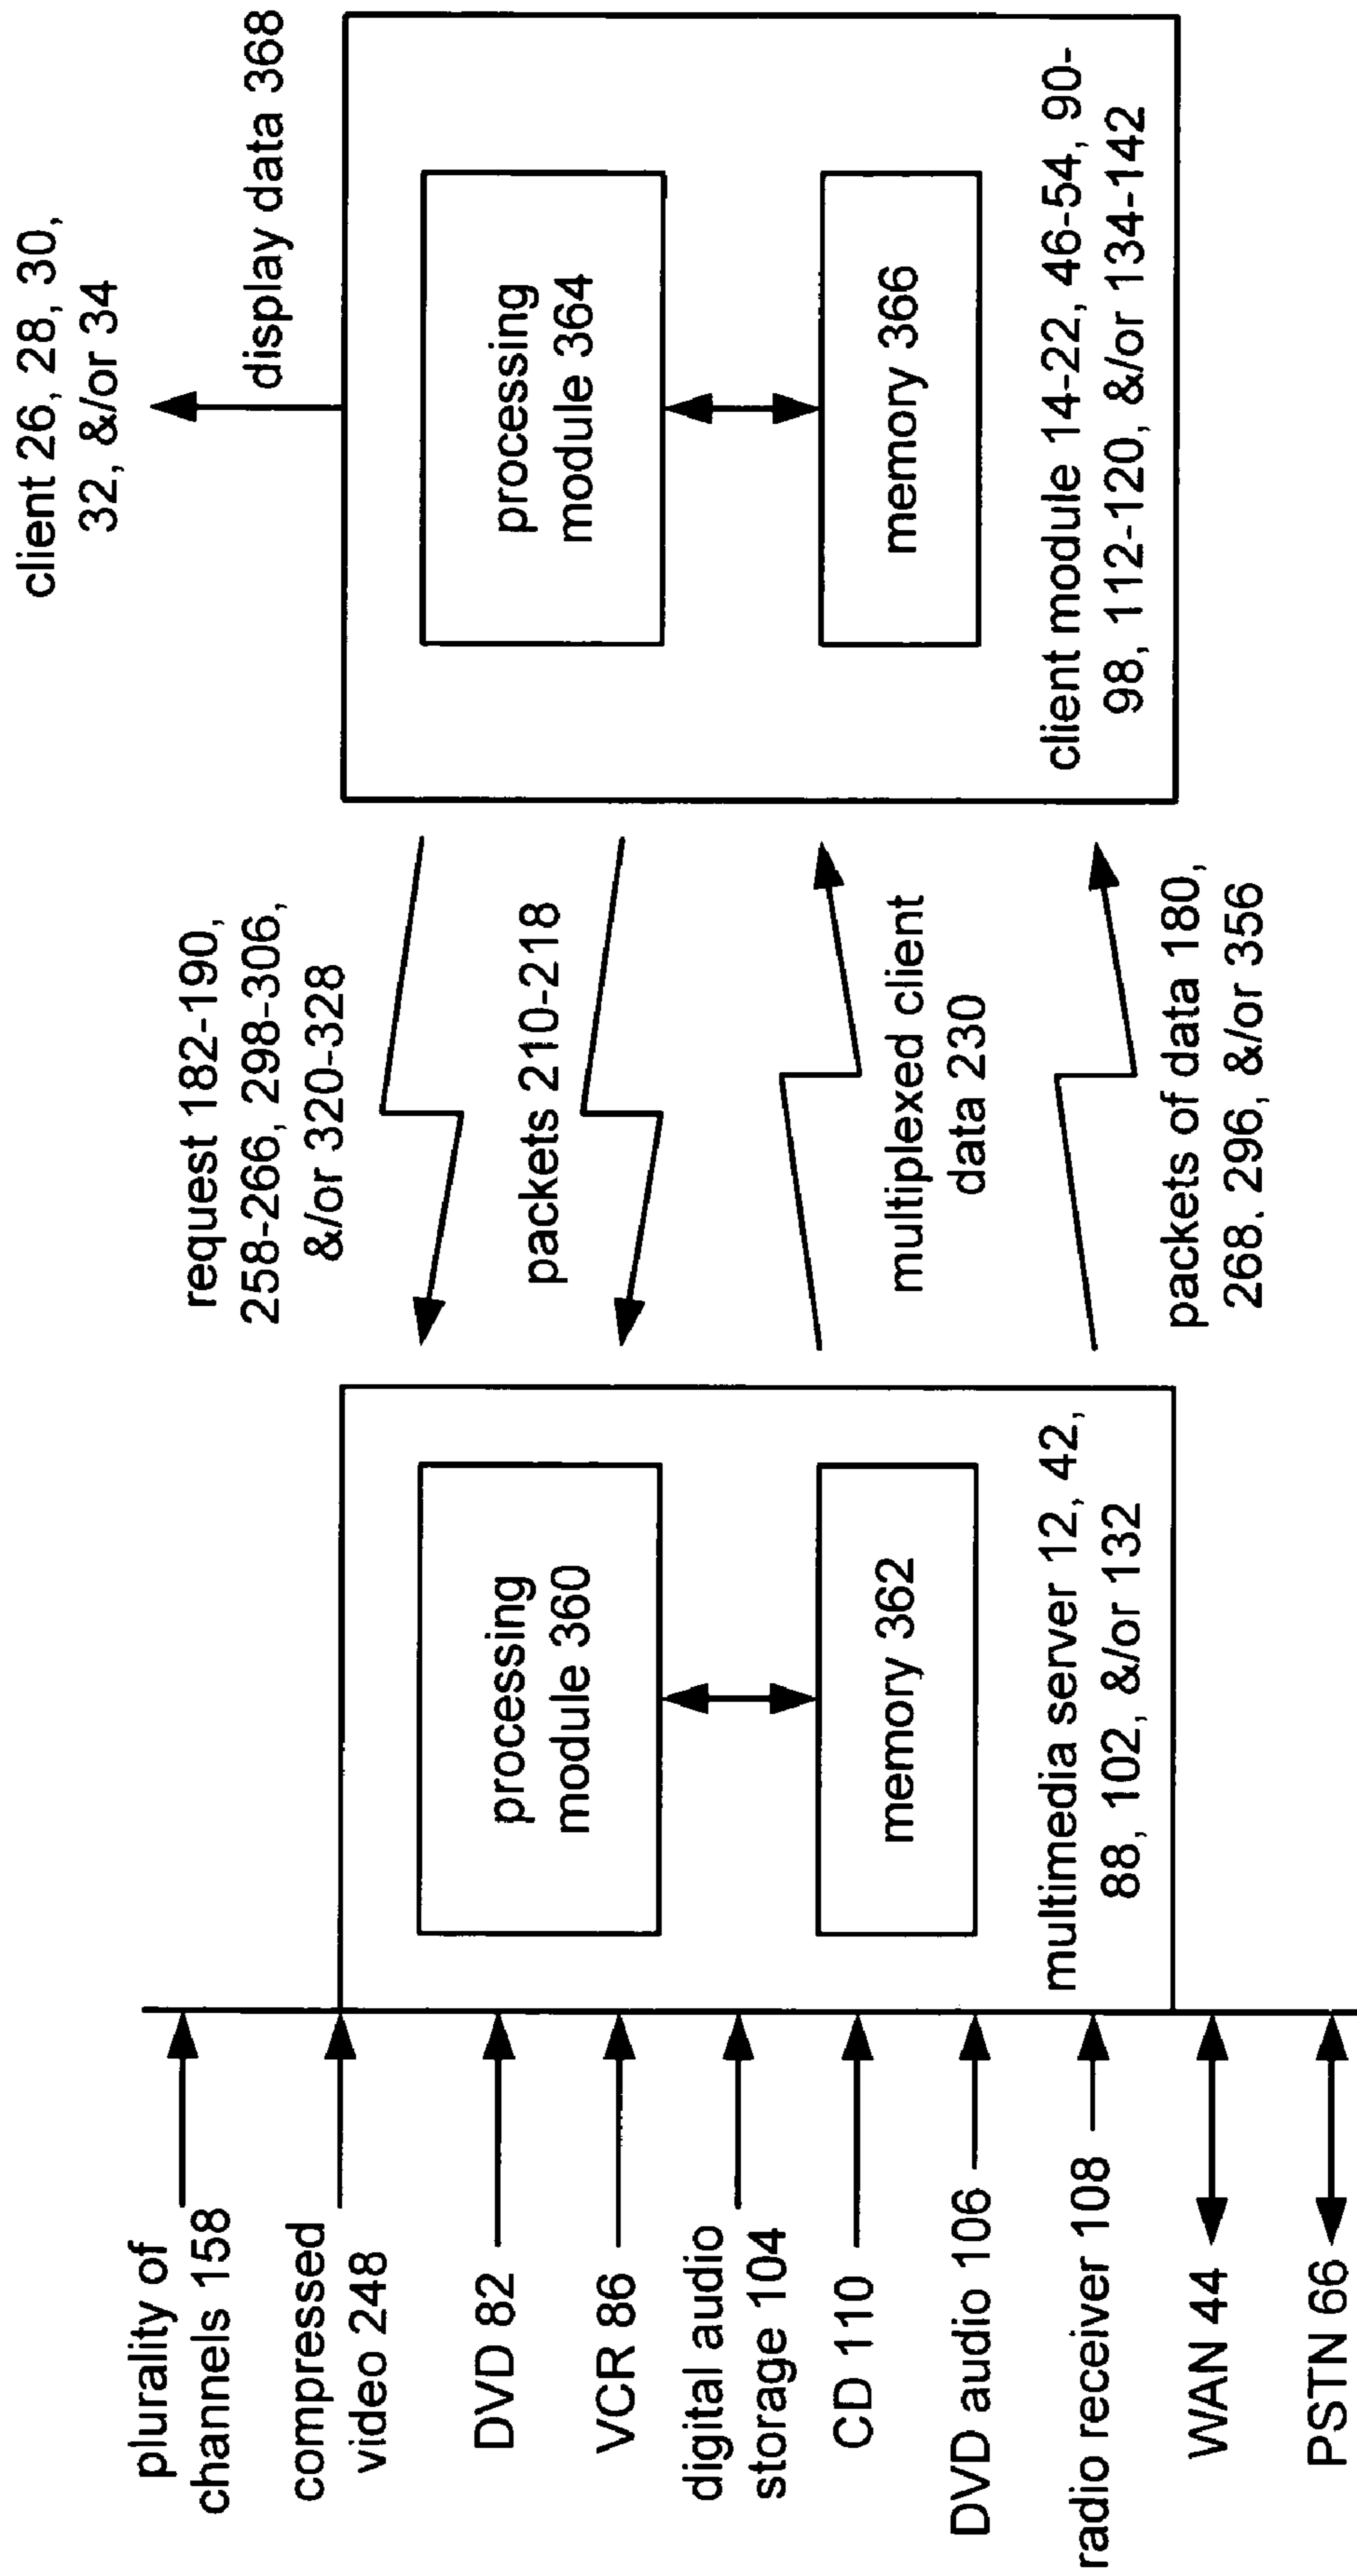 plurality of
channels 158
compressed
video 248
DVD 82
VCR 86
digital audio
storage 104
CD 110
DVD audio 106
radio receiver 108
WAN 44
PSTN 66
processing
module 360
memory 362
multimedia server 12, 42,
88, 102, &/or 132
request 182-190,
258-266, 298-306,
&/or 320-328
packets 210-218
multiplexed client
data 230
packets of data 180,
268. 296, &/or 356
client 26, 28, 30,
32, &/or 34
display data 368
processing
module 364
memory 366
client module 14-22, 46-54, 90-
98, 112-120, &/or 134-142